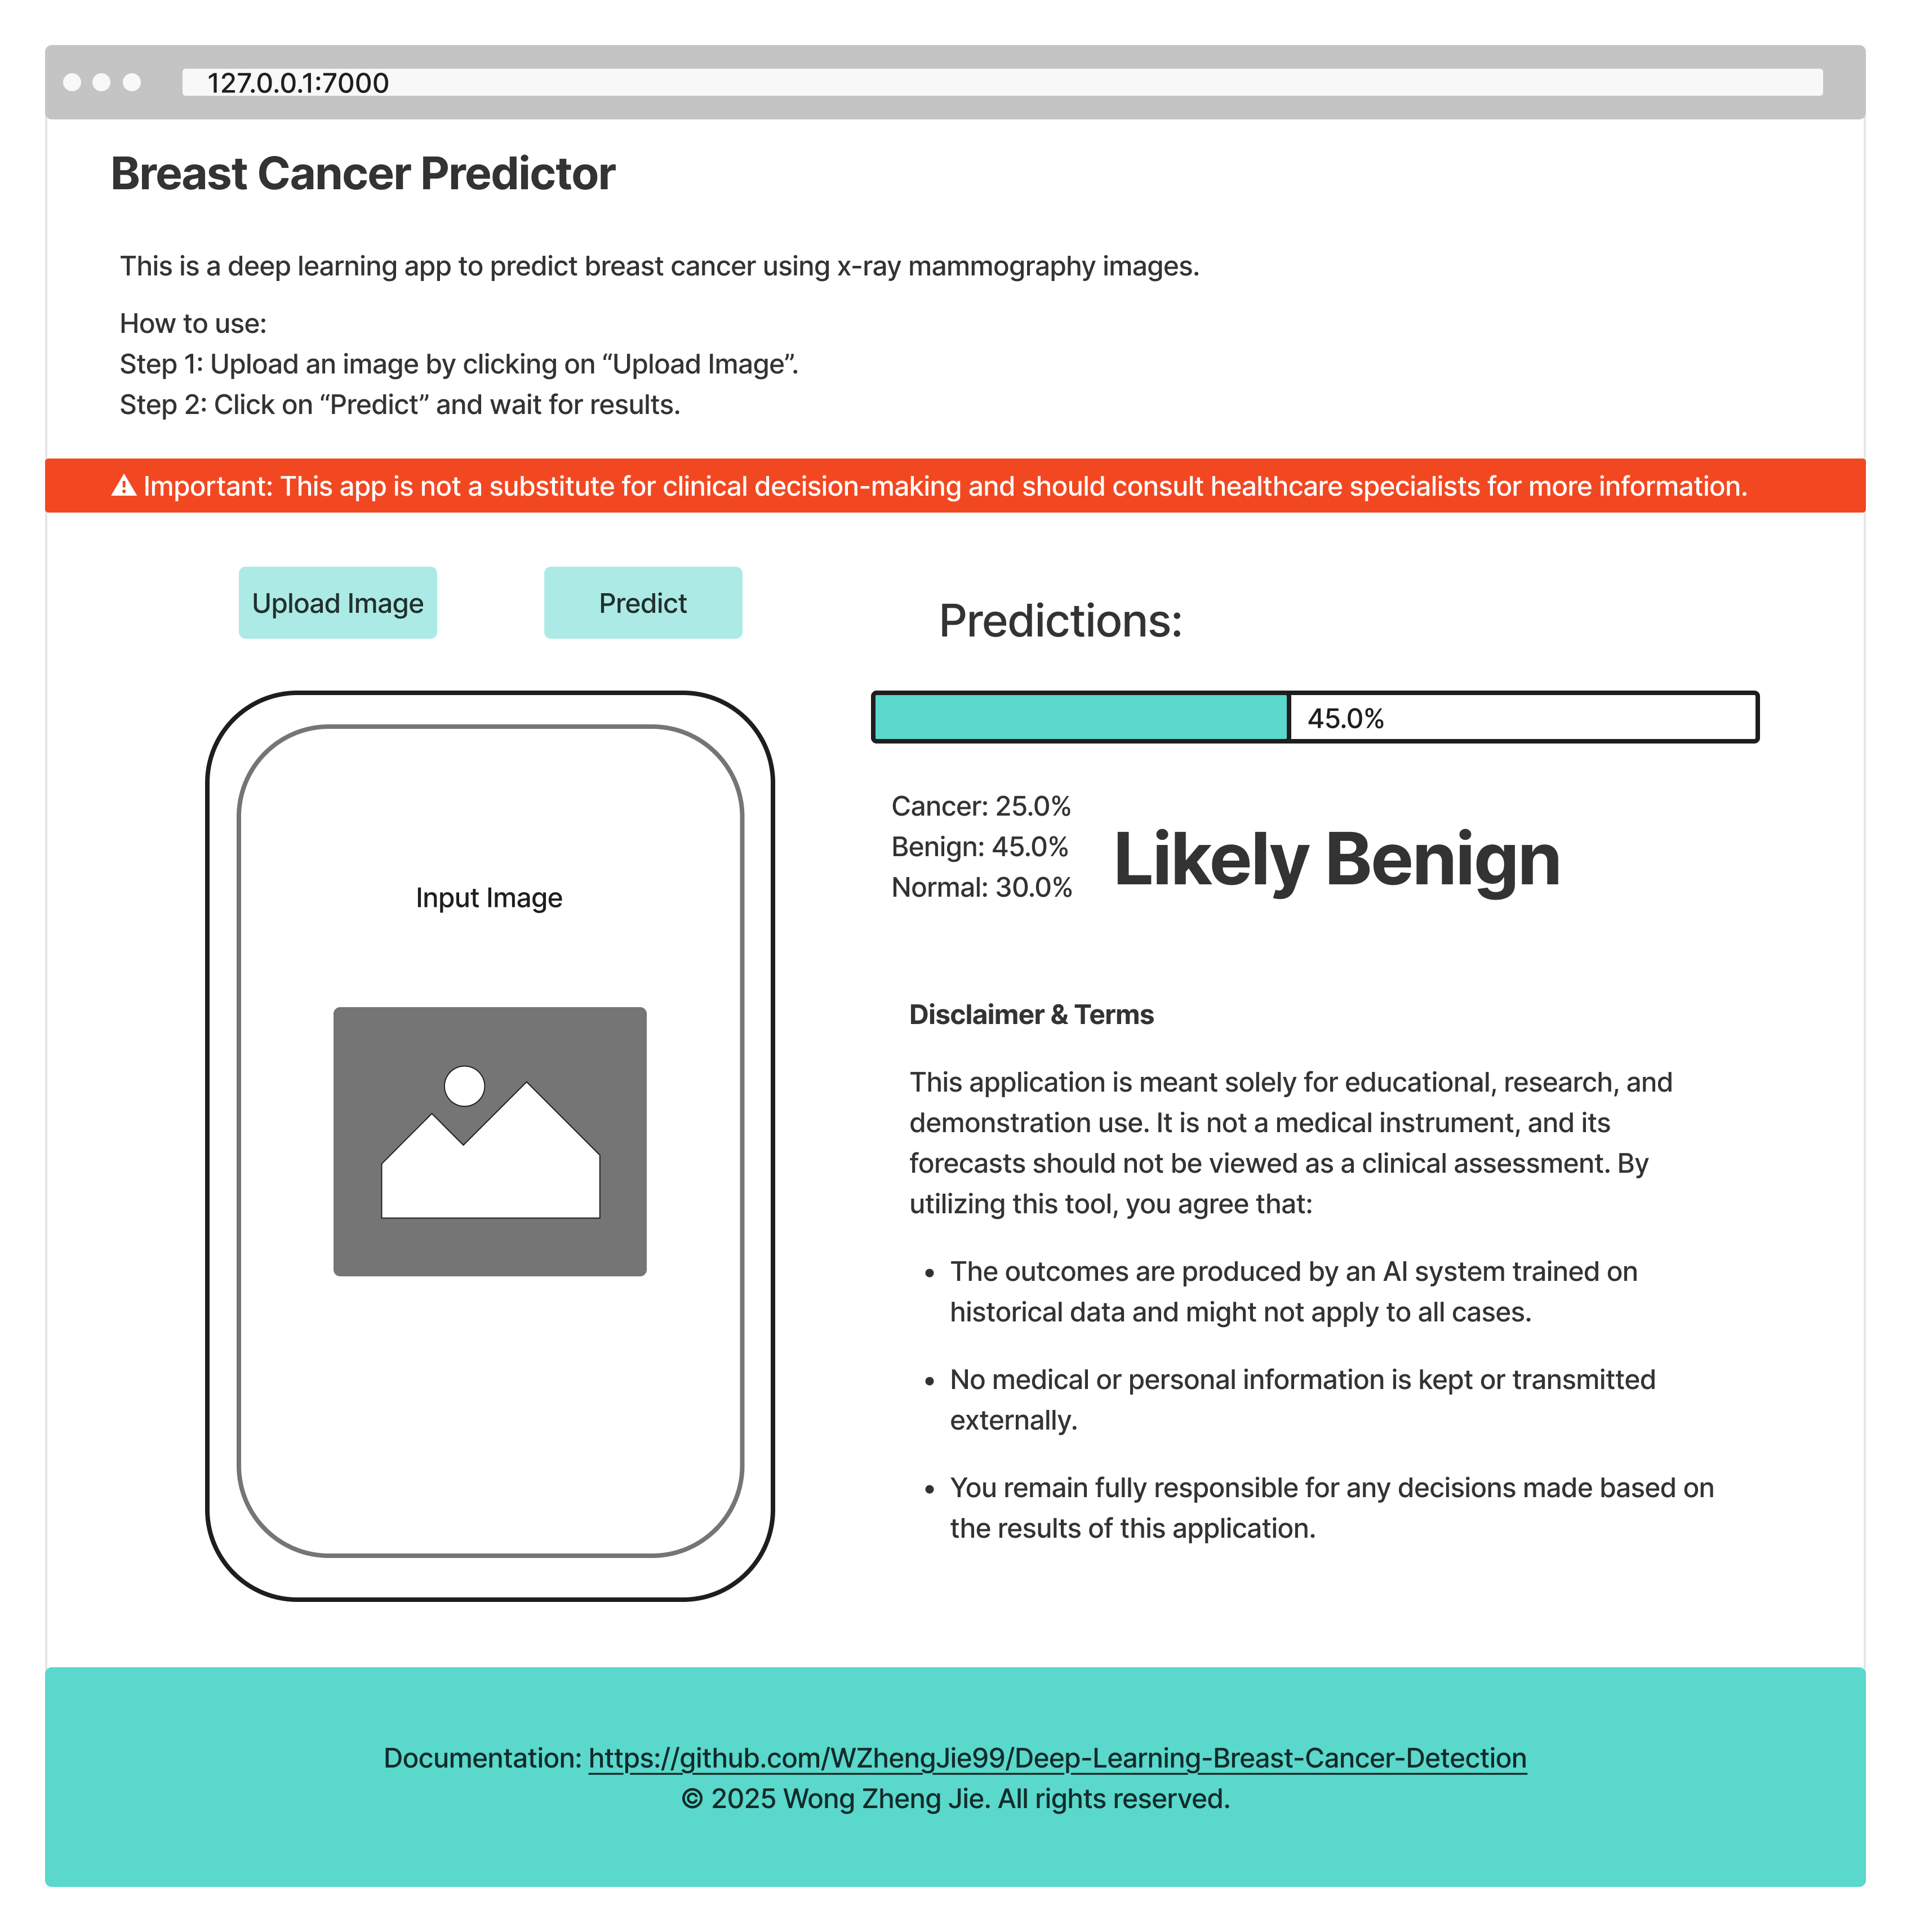 127.0.0.1:7000
Breast Cancer Predictor
This is a deep learning app to predict breast cancer using x-ray mammography images.
How to use:
Step 1: Upload an image by clicking on “Upload Image”.
Step 2: Click on “Predict” and wait for results.
⚠ Important: This app is not a substitute for clinical decision-making and should consult healthcare specialists for more information.
Upload Image
Predict
Input Image
Predictions:
45.0%
Cancer: 25.0%
Benign: 45.0%
Normal: 30.0%
Likely Benign
Disclaimer & Terms
This application is meant solely for educational, research, and
demonstration use. It is not a medical instrument, and its
forecasts should not be viewed as a clinical assessment. By
utilizing this tool, you agree that:
• The outcomes are produced by an AI system trained on
historical data and might not apply to all cases.
• No medical or personal information is kept or transmitted
externally.
• You remain fully responsible for any decisions made based on
the results of this application.
Documentation: https://github.com/WZhengJie99/Deep-Learning-Breast-Cancer-Detection
© 2025 Wong Zheng Jie. All rights reserved.